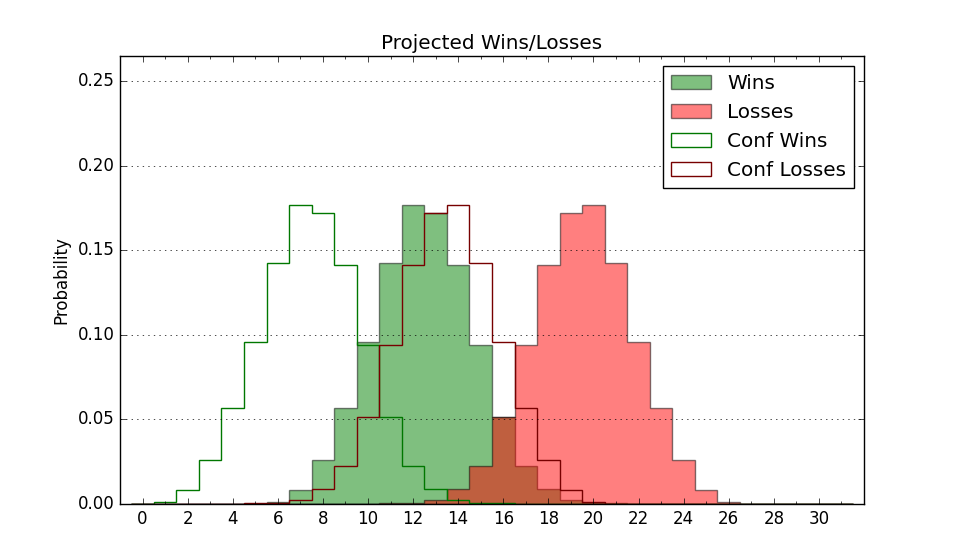 Projected Wins/Losses
0.25
0.20
0.15
0.10
0.05
0.00
Probability
Wins
Losses
Conf Wins
Conf Losses
0 2 4 6 8 10 12 14 16 18 20 22 24 26 28 30